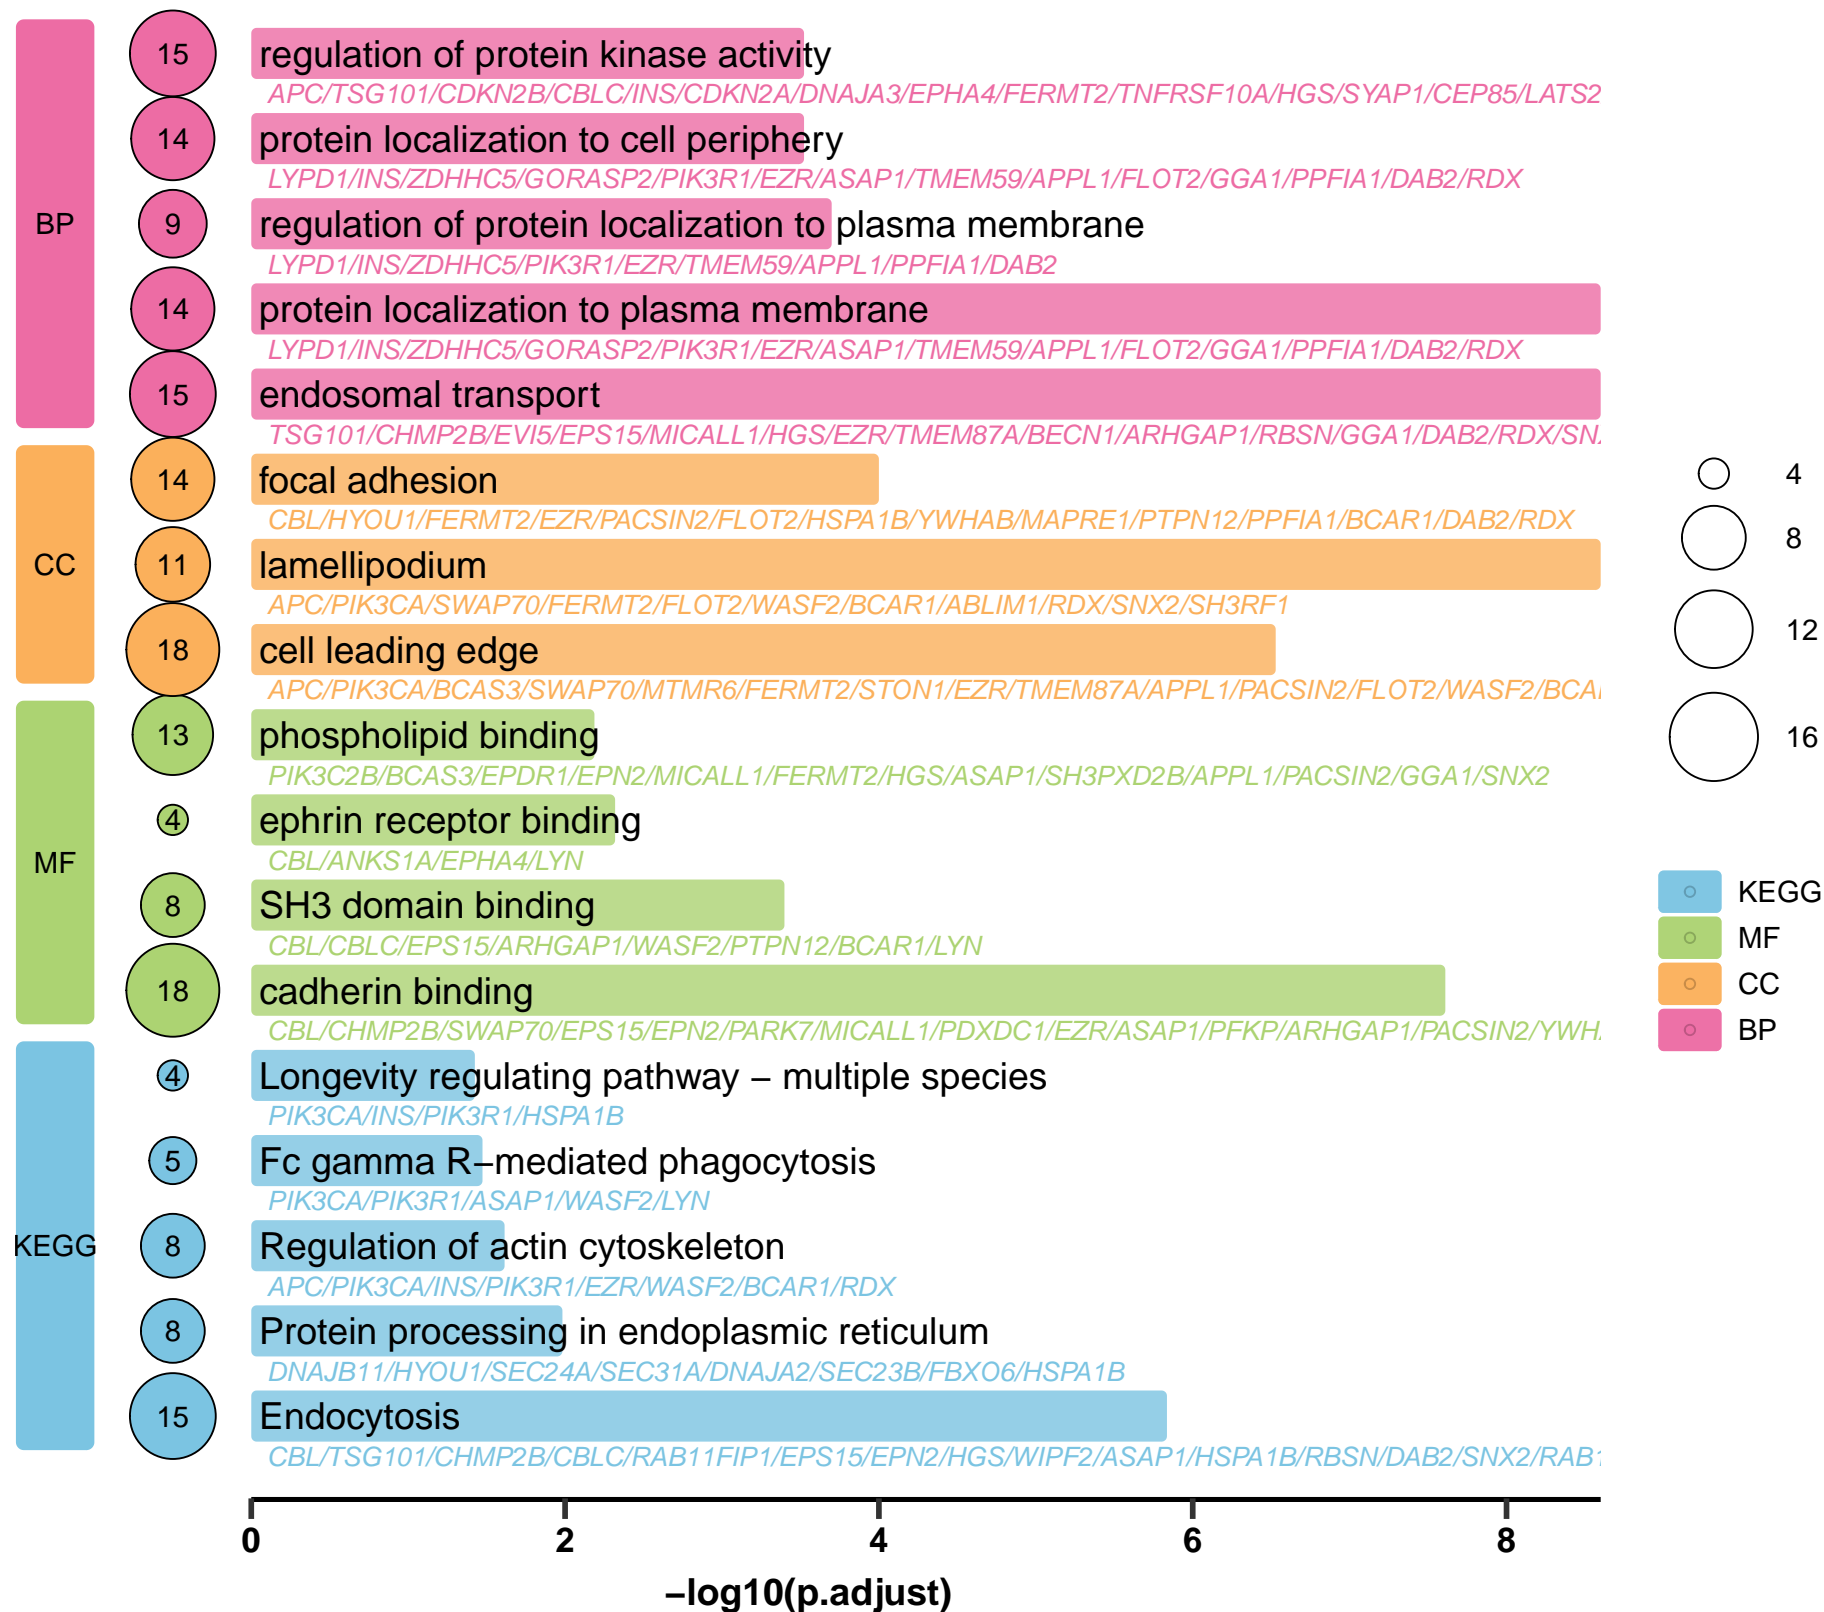 BP
15
regulation of protein kinase activity
APC/TSG101/CDKN2B/CBLC/INS/CDKN2A/DNAJA3/EPHA4/FERMT2/TNFRSF10A/HGS/SYAP1/CEP85/LATS2
14
protein localization to cell periphery
LYPD1/INS/ZDHHC5/GORASP2/PIK3R1/EZR/ASAP1/TMEM59/APPL1/FLOT2/GGA1/PPFIA1/DAB2/RDX
9
regulation of protein localization to plasma membrane
LYPD1/INS/ZDHHC5/PIK3R1/EZR/TMEM59/APPL1/PPFIA1/DAB2
14
protein localization to plasma membrane
LYPD1/INS/ZDHHC5/GORASP2/PIK3R1/EZR/ASAP1/TMEM59/APPL1/FLOT2/GGA1/PPFIA1/DAB2/RDX
15
endosomal transport
TSG101/CHMP2B/EVI5/EPS15/MICALL1/HGS/EZR/TMEM87A/BECN1/ARHGAP1/RBSN/GGA1/DAB2/RDX/SN
CC
14
focal adhesion
CBL/HYOU1/FERMT2/EZR/PACSIN2/FLOT2/HSPA1B/YWHAB/MAPRE1/PTPN12/PPFIA1/BCAR1/DAB2/RDX
11
lamellipodium
APC/PIK3CA/SWAP70/FERMT2/FLOT2/WASF2/BCAR1/ABLIM1/RDX/SNX2/SH3RF1
18
cell leading edge
APC/PIK3CA/BCAS3/SWAP70/MTMR6/FERMT2/STON1/EZR/TMEM87A/APPL1/PACSIN2/FLOT2/WASF2/BCA
MF
13
phospholipid binding
PIK3C2B/BCAS3/EPDR1/EPN2/MICALL1/FERMT2/HGS/ASAP1/SH3PXD2B/APPL1/PACSIN2/GGA1/SNX2
4
ephrin receptor binding
CBL/ANKS1A/EPHA4/LYN
8
SH3 domain binding
CBL/CBLC/EPS15/ARHGAP1/WASF2/PTPN12/BCAR1/LYN
18
cadherin binding
CBL/CHMP2B/SWAP70/EPS15/EPN2/PARK7/MICALL1/PDXDC1/EZR/ASAP1/PFKP/ARHGAP1/PACSIN2/YWH
KEGG
4
Longevity regulating pathway – multiple species
PIK3CA/INS/PIK3R1/HSPA1B
5
Fc gamma R–mediated phagocytosis
PIK3CA/PIK3R1/ASAP1/WASF2/LYN
8
Regulation of actin cytoskeleton
APC/PIK3CA/INS/PIK3R1/EZR/WASF2/BCAR1/RDX
8
Protein processing in endoplasmic reticulum
DNAJB11/HYOU1/SEC24A/SEC31A/DNAJA2/SEC23B/FBXO6/HSPA1B
15
Endocytosis
CBL/TSG101/CHMP2B/CBLC/RAB11FIP1/EPS15/EPN2/HGS/WIPF2/ASAP1/HSPA1B/RBSN/DAB2/SNX2/RAB1
0 2 4 6 8
–log10(p.adjust)
4
8
12
16
KEGG
MF
CC
BP